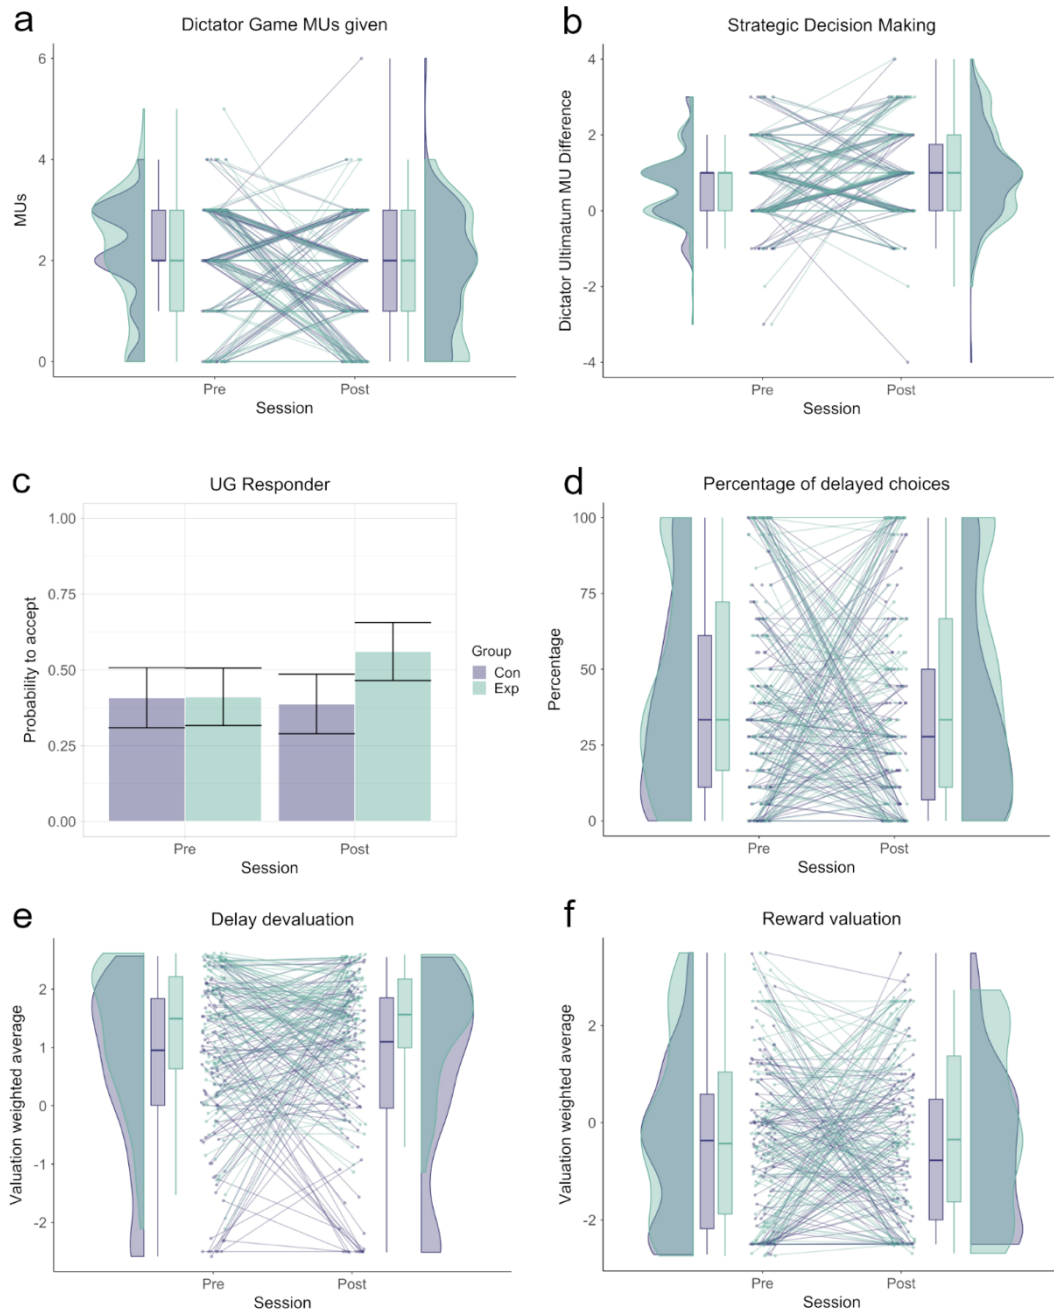 a
Dictator Game MUs given
MUs
6
4
2
0
Pre
Post
Session
b
Strategic Decision Making
Dictator Ultimatum MU Difference
4
2
0
-2
-4
Pre
Post
Session
c
UG Responder
Probability to accept
1.00
0.75
0.50
0.25
0.00
Pre
Post
Session
Group
Con
Exp
d
Percentage of delayed choices
Percentage
100
75
50
25
0
Pre
Post
Session
e
Delay devaluation
Valuation weighted average
2
1
0
-1
-2
Pre
Post
Session
f
Reward valuation
Valuation weighted average
2
0
-2
Pre
Post
Session